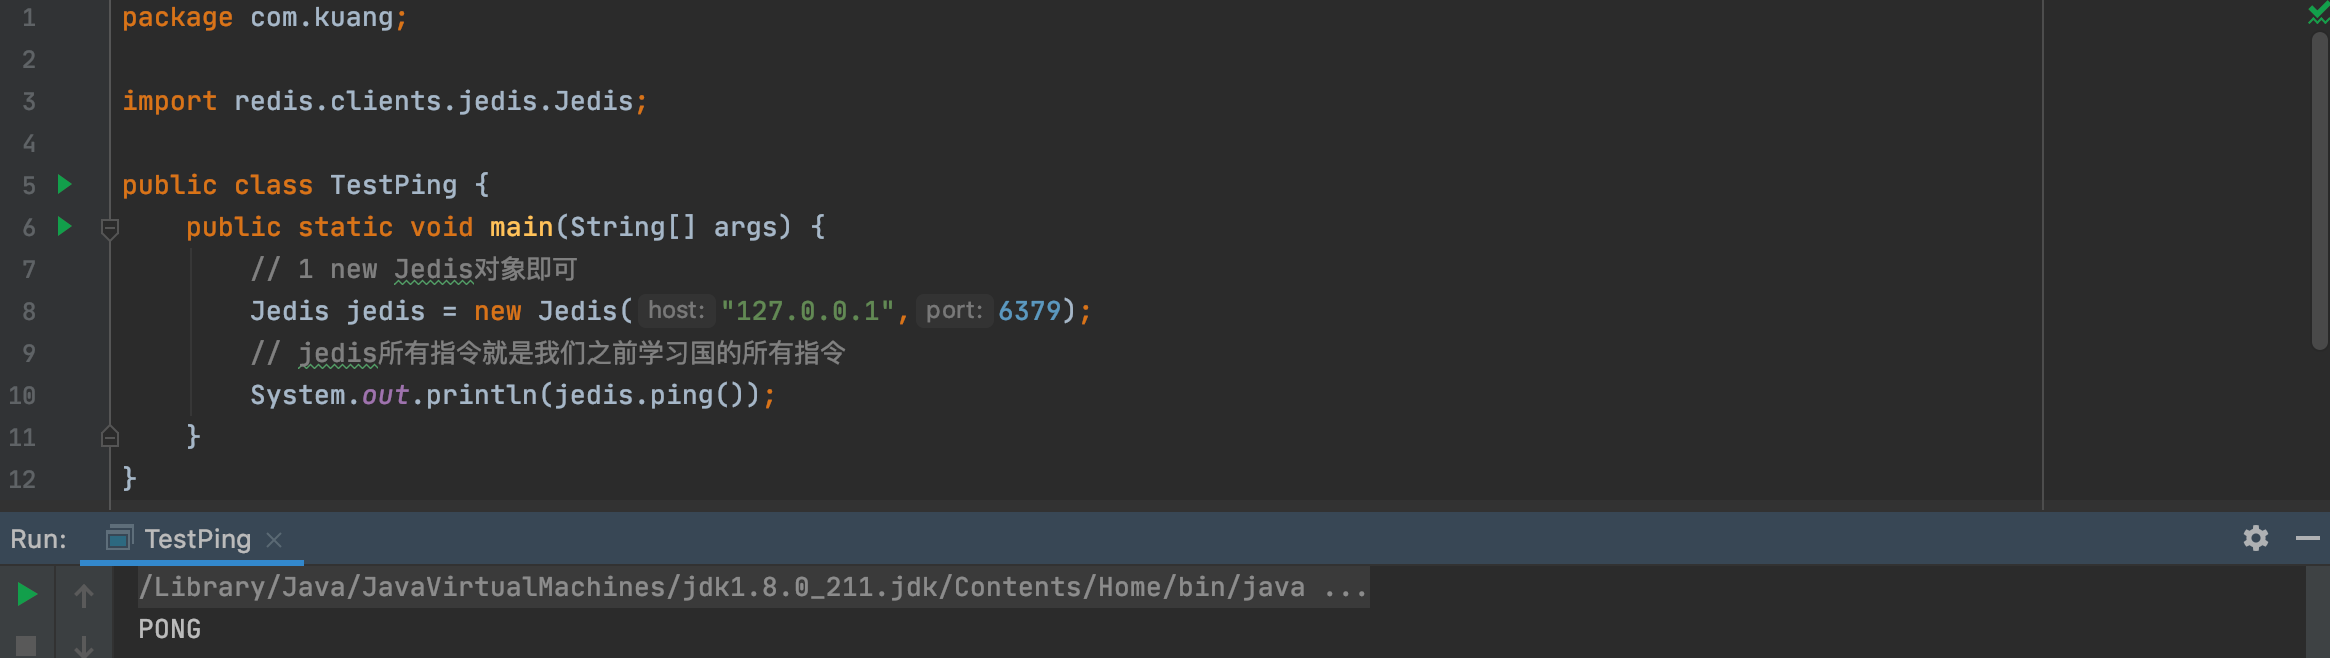 1 package com.kuang;
2
3 import redis.clients.jedis.Jedis;
4
5 public class TestPing {
6 public static void main(String[] args) {
7 // 1 new Jedis对象即可
8 Jedis jedis = new Jedis( host: "127.0.0.1", port: 6379);
9 // jedis所有指令就是我们之前学习国的所有指令
10 System.out.println(jedis.ping());
11 }
12 }
Run: TestPing
/Library/Java/JavaVirtualMachines/jdk1.8.0_211.jdk/Contents/Home/bin/java ...
PONG